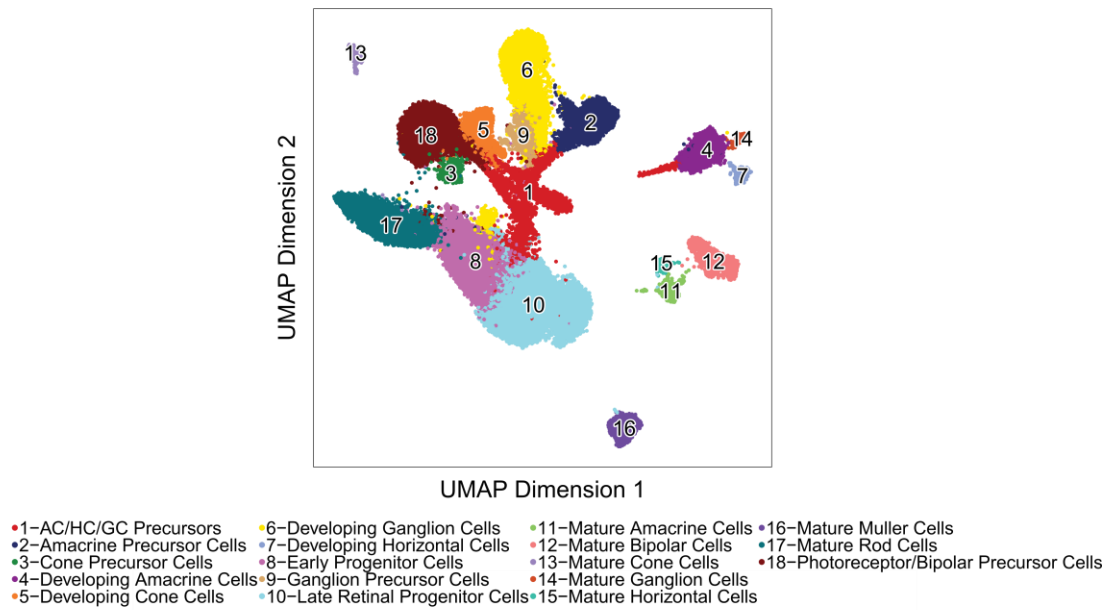 13
6
2
18
5
9
4
14
3
7
1
17
8
15
12
11
10
16
UMAP Dimension 2
UMAP Dimension 1
1−AC/HC/GC Precursors
2−Amacrine Precursor Cells
3−Cone Precursor Cells
4−Developing Amacrine Cells
5−Developing Cone Cells
6−Developing Ganglion Cells
7−Developing Horizontal Cells
8−Early Progenitor Cells
9−Ganglion Precursor Cells
10−Late Retinal Progenitor Cells
11−Mature Amacrine Cells
12−Mature Bipolar Cells
13−Mature Cone Cells
14−Mature Ganglion Cells
15−Mature Horizontal Cells
16−Mature Muller Cells
17−Mature Rod Cells
18−Photoreceptor/Bipolar Precursor Cells